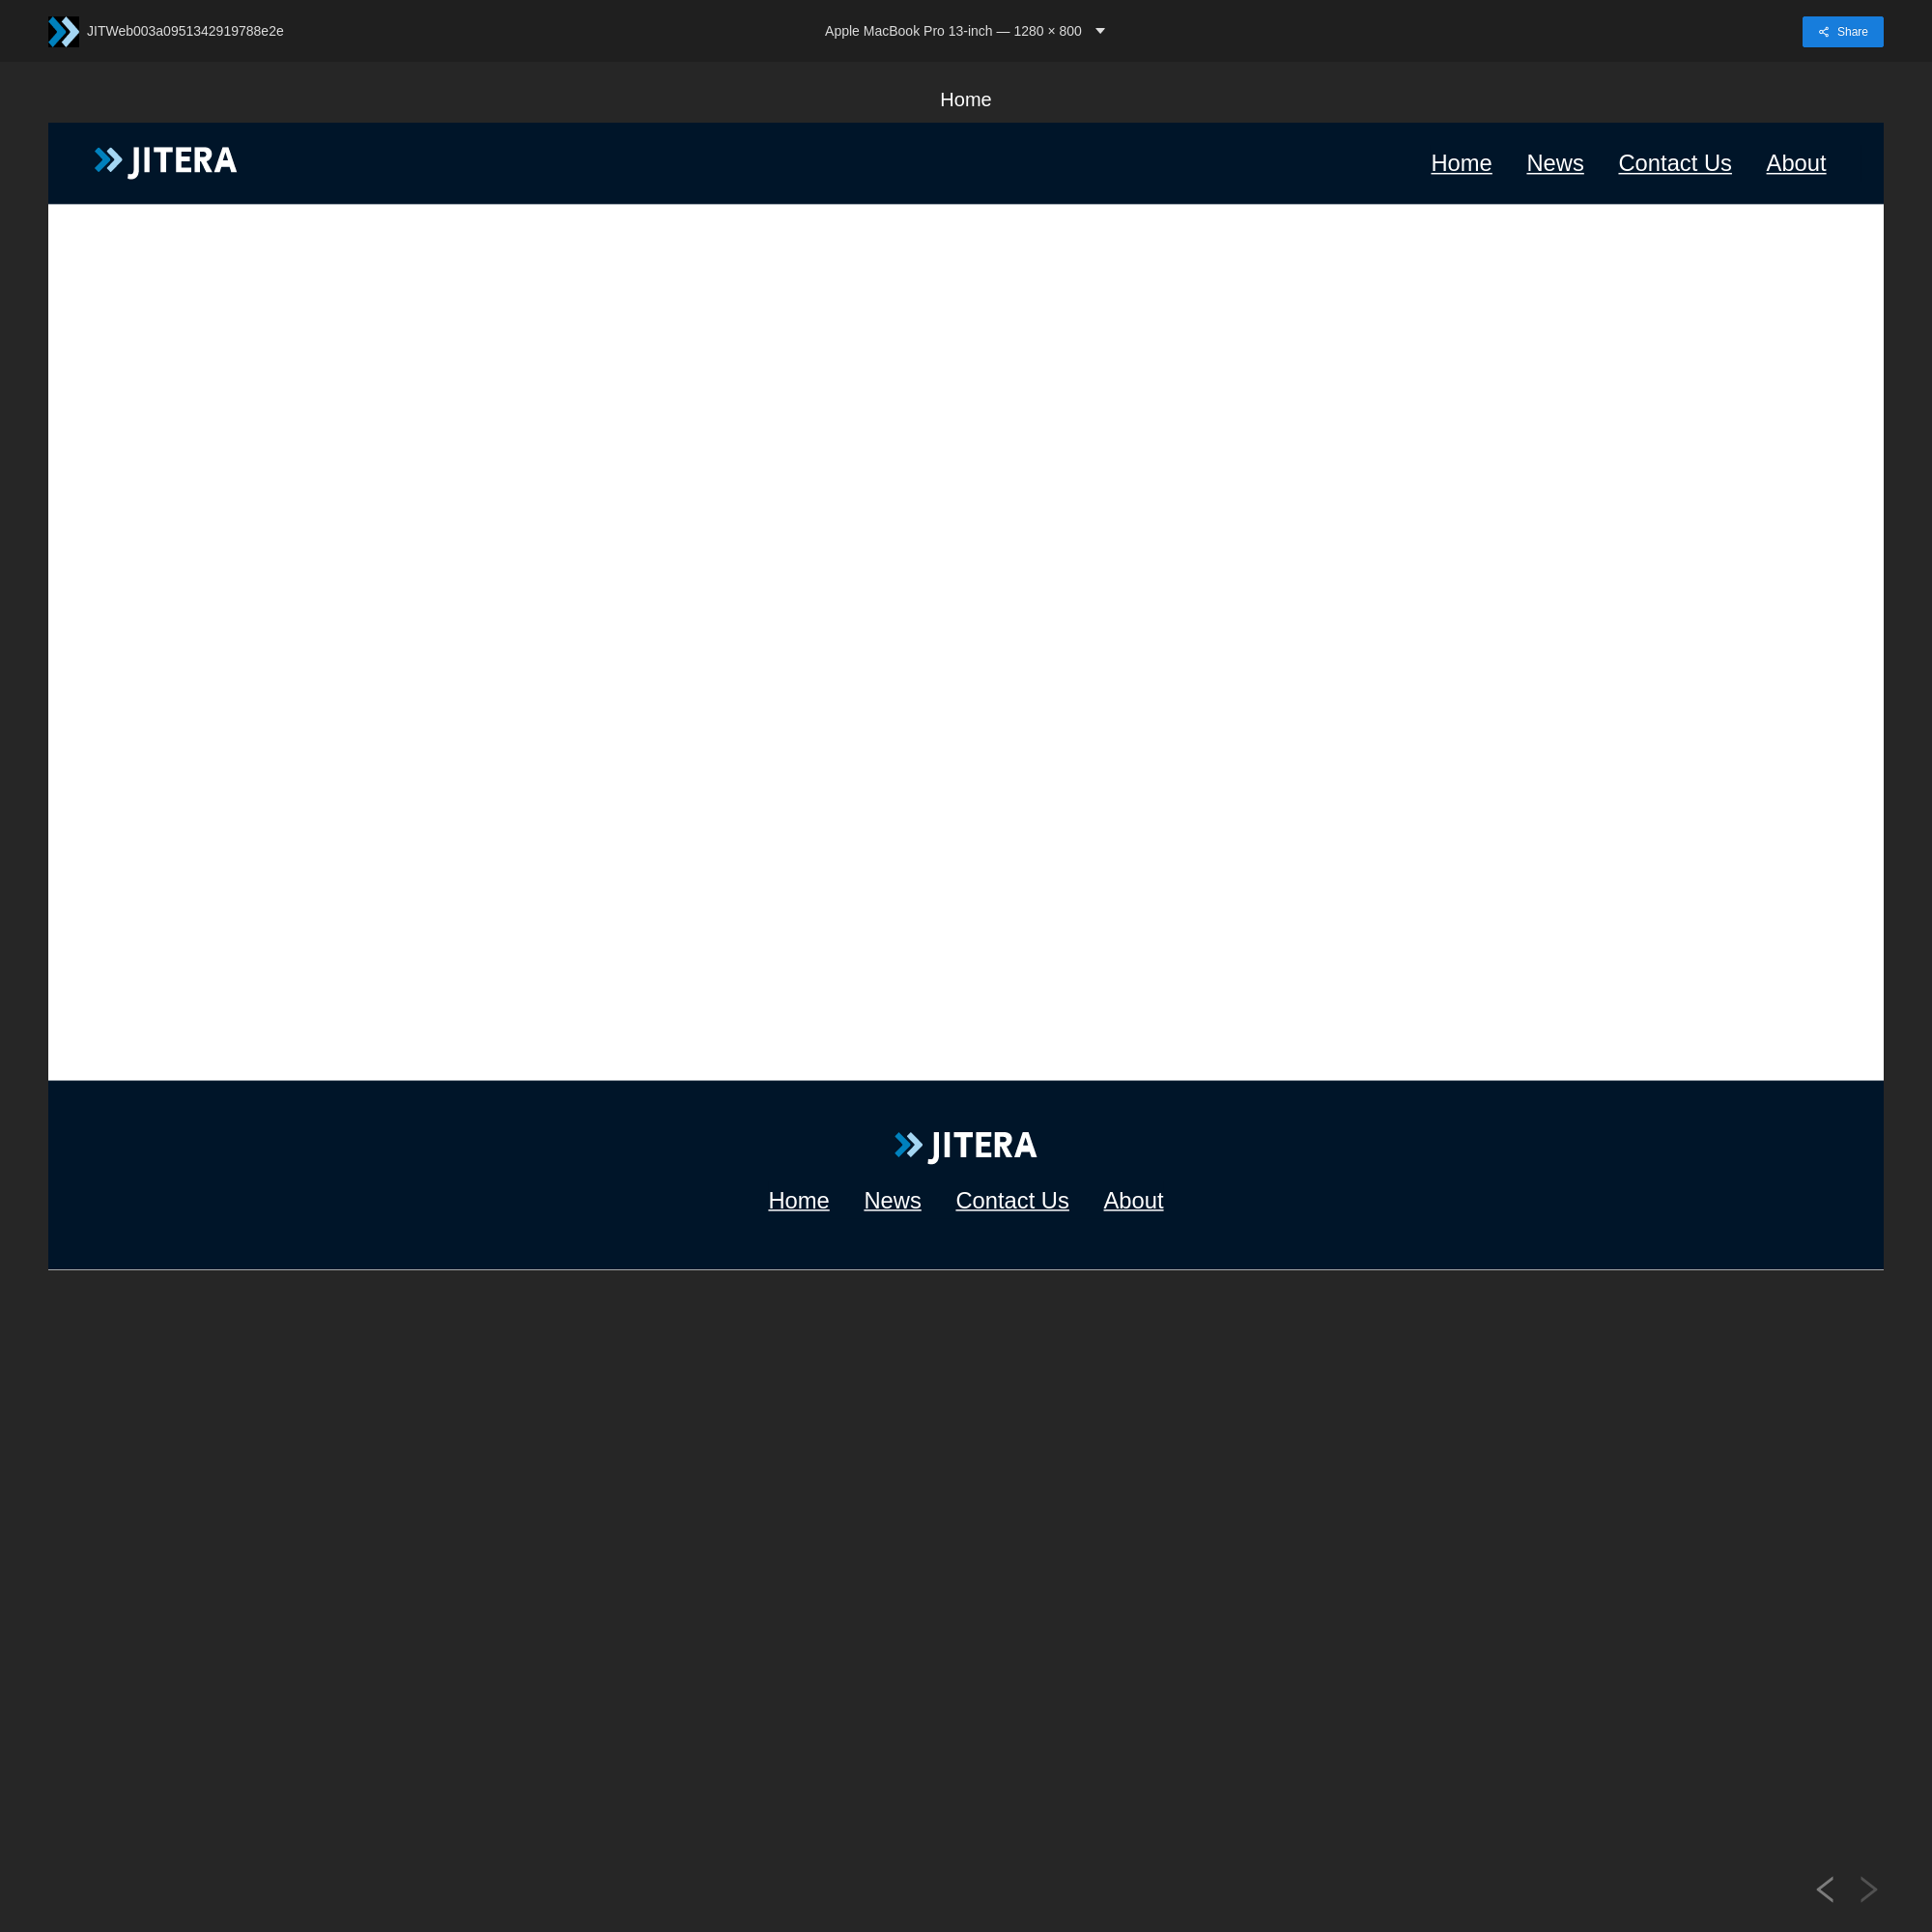 JITWeb003a0951342919788e2e
Apple MacBook Pro 13-inch — 1280 × 800
Share
Home
JITERA
Home News Contact Us About
JITERA
Home News Contact Us About